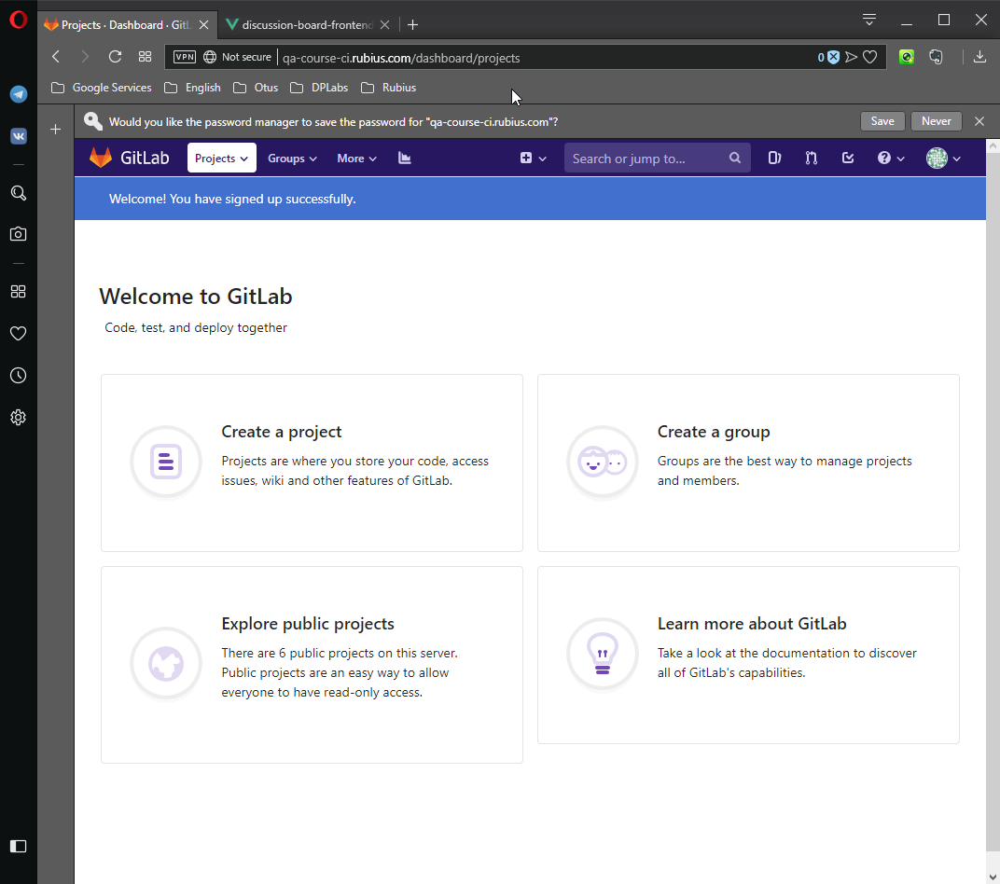 Projects · Dashboard · GitL
discussion-board-frontend
VPN
Not secure
qa-course-ci.rubius.com/dashboard/projects
0
Google Services
English
Otus
DPLabs
Rubius
Would you like the password manager to save the password for "qa-course-ci.rubius.com"?
Save
Never
GitLab
Projects
Groups
More
Search or jump to...
Welcome! You have signed up successfully.
Welcome to GitLab
Code, test, and deploy together
Create a project
Projects are where you store your code, access
issues, wiki and other features of GitLab.
Create a group
Groups are the best way to manage projects
and members.
Explore public projects
There are 6 public projects on this server.
Public projects are an easy way to allow
everyone to have read-only access.
Learn more about GitLab
Take a look at the documentation to discover
all of GitLab's capabilities.